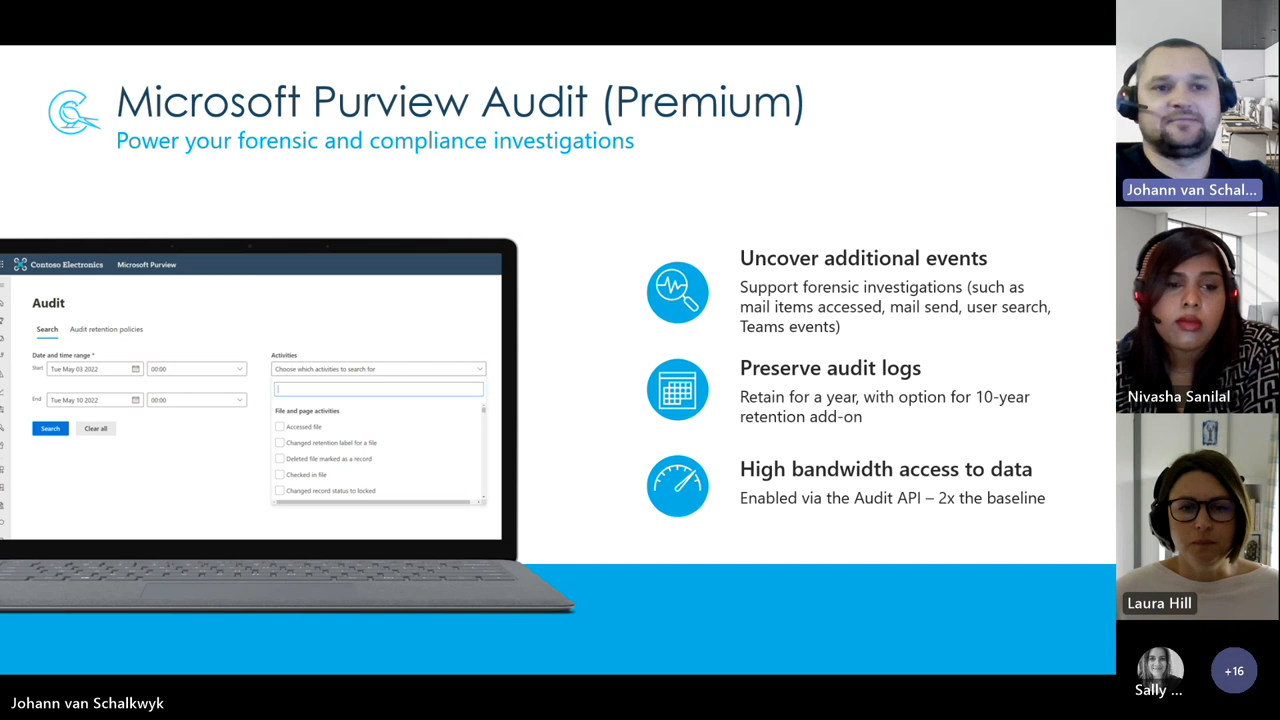 Microsoft Purview Audit (Premium)
Power your forensic and compliance investigations
Contoso Electronics Microsoft Purview
Audit
Search Audit retention policies
Date and time range *
Start Tue May 03 2022 00:00
End Tue May 10 2022 00:00
Search Clear all
Activities
Choose which activities to search for
File and page activities
Accessed file
Changed retention label for a file
Deleted file marked as a record
Checked in file
Changed record status to locked
Uncover additional events
Support forensic investigations (such as
mail items accessed, mail send, user search,
Teams events)
Preserve audit logs
Retain for a year, with option for 10-year
retention add-on
High bandwidth access to data
Enabled via the Audit API – 2x the baseline
Johann van Schal...
Nivasha Sanilal
Laura Hill
Sally ...
+16
Johann van Schalkwyk